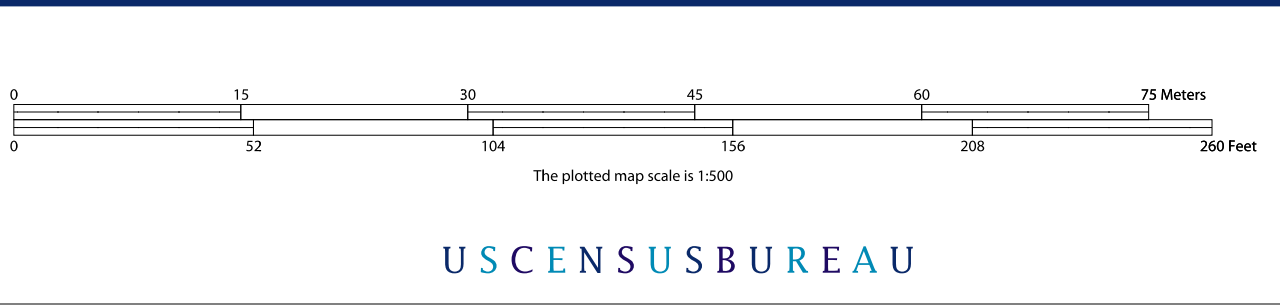 0 15 30 45 60 75 Meters
0 52 104 156 208 260 Feet
The plotted map scale is 1:500
USCENSUSBUREAU